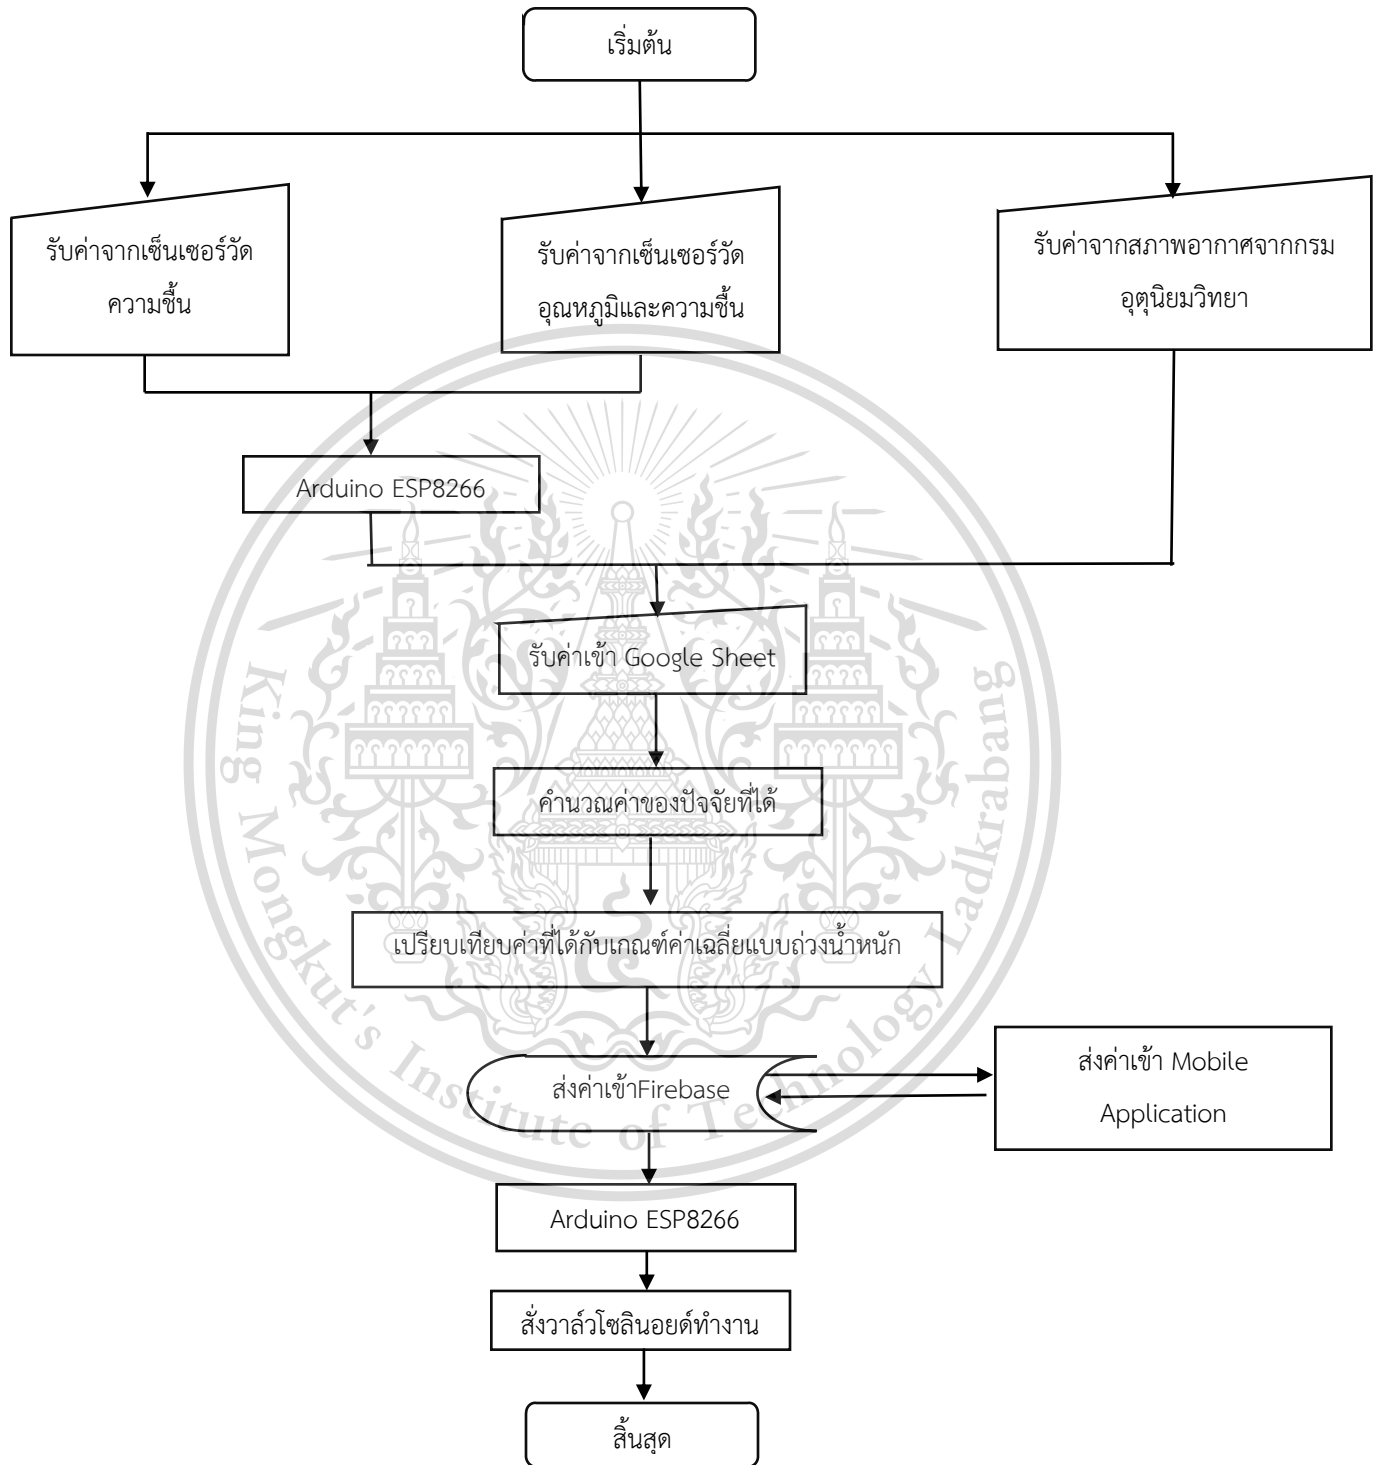 เริ่มต้น
รับค่าจากเซ็นเซอร์วัด
ความชื้น
รับค่าจากเซ็นเซอร์วัด
อุณหภูมิและความชื้น
รับค่าจากสภาพอากาศจากกรม
อุตุนิยมวิทยา
Arduino ESP8266
รับค่าเข้า Google Sheet
คำนวณค่าของปัจจัยที่ได้
เปรียบเทียบค่าที่ได้กับเกณฑ์ค่าเฉลี่ยแบบถ่วงน้ำหนัก
ส่งค่าเข้าFirebase
ส่งค่าเข้า Mobile
Application
Arduino ESP8266
สั่งวาล์วโซลินอยด์ทำงาน
สิ้นสุด
King Mongkut's Institute of Technology Ladkrabang